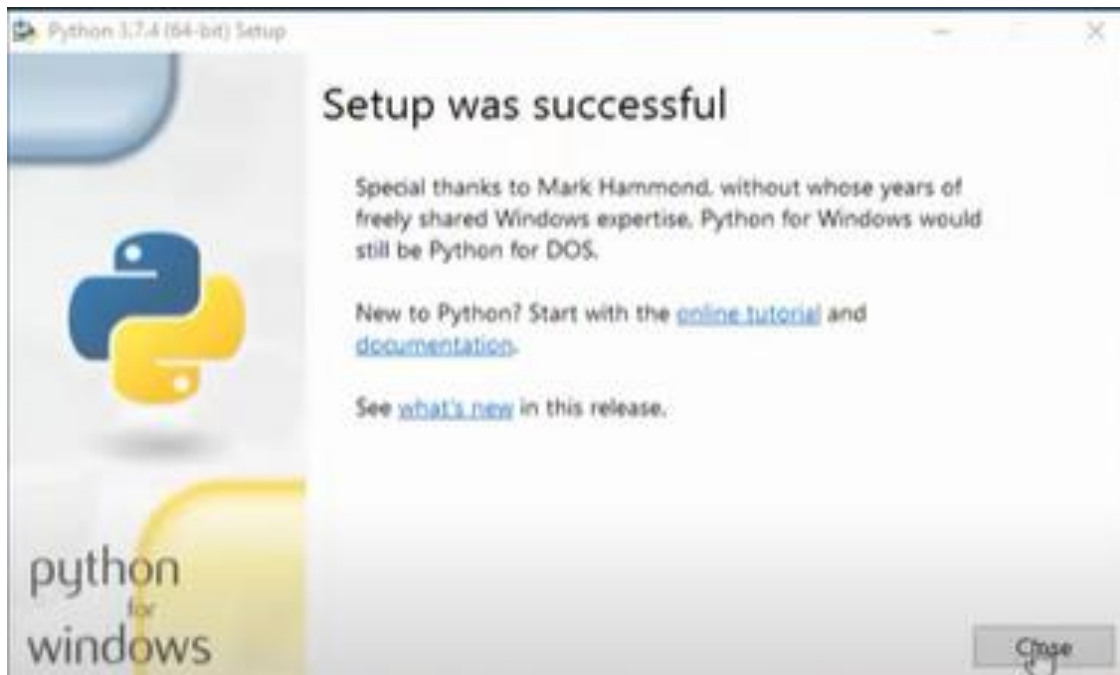 Python 3.7.4 (64-bit) Setup
Setup was successful
Special thanks to Mark Hammond, without whose years of
freely shared Windows expertise, Python for Windows would
still be Python for DOS.
New to Python? Start with the online tutorial and
documentation.
See what's new in this release.
python
for
windows
Close